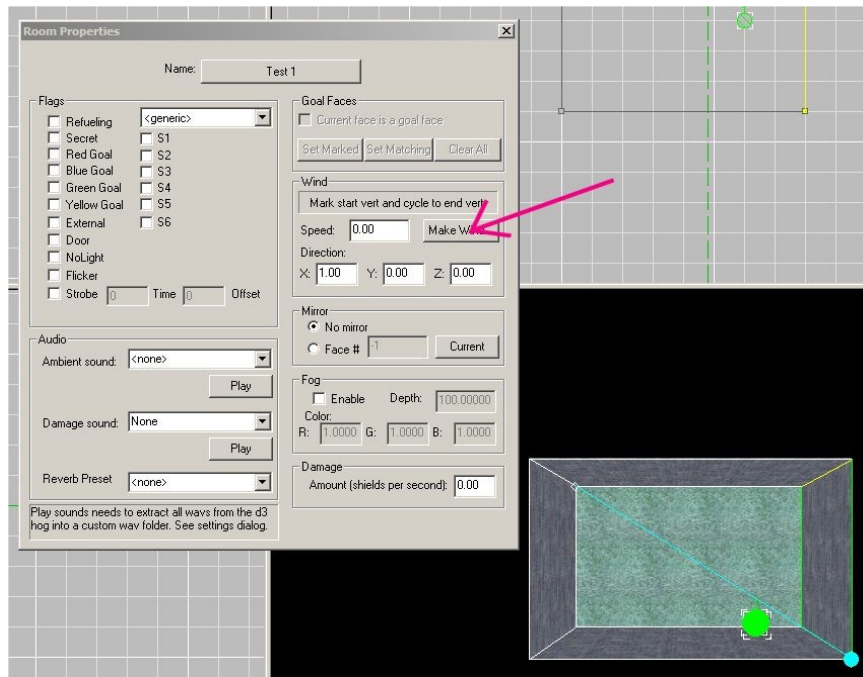 Room Properties
Name: Test 1
Flags
Refueling <generic>
Secret S1
Red Goal S2
Blue Goal S3
Green Goal S4
Yellow Goal S5
External S6
Door
NoLight
Flicker
Strobe 0 Time 0 Offset
Audio
Ambient sound: <none>
Play
Damage sound: None
Play
Reverb Preset <none>
Play sounds needs to extract all wavs from the d3
hog into a custom wav folder. See settings dialog.
Goal Faces
Current face is a goal face
Set Marked Set Matching Clear All
Wind
Mark start vert and cycle to end vert
Speed: 0.00 Make Wind
Direction:
X: 1.00 Y: 0.00 Z: 0.00
Mirror
No mirror
Face # -1 Current
Fog
Enable Depth: 100.00000
Color:
R: 1.0000 G: 1.0000 B: 1.0000
Damage
Amount (shields per second): 0.00